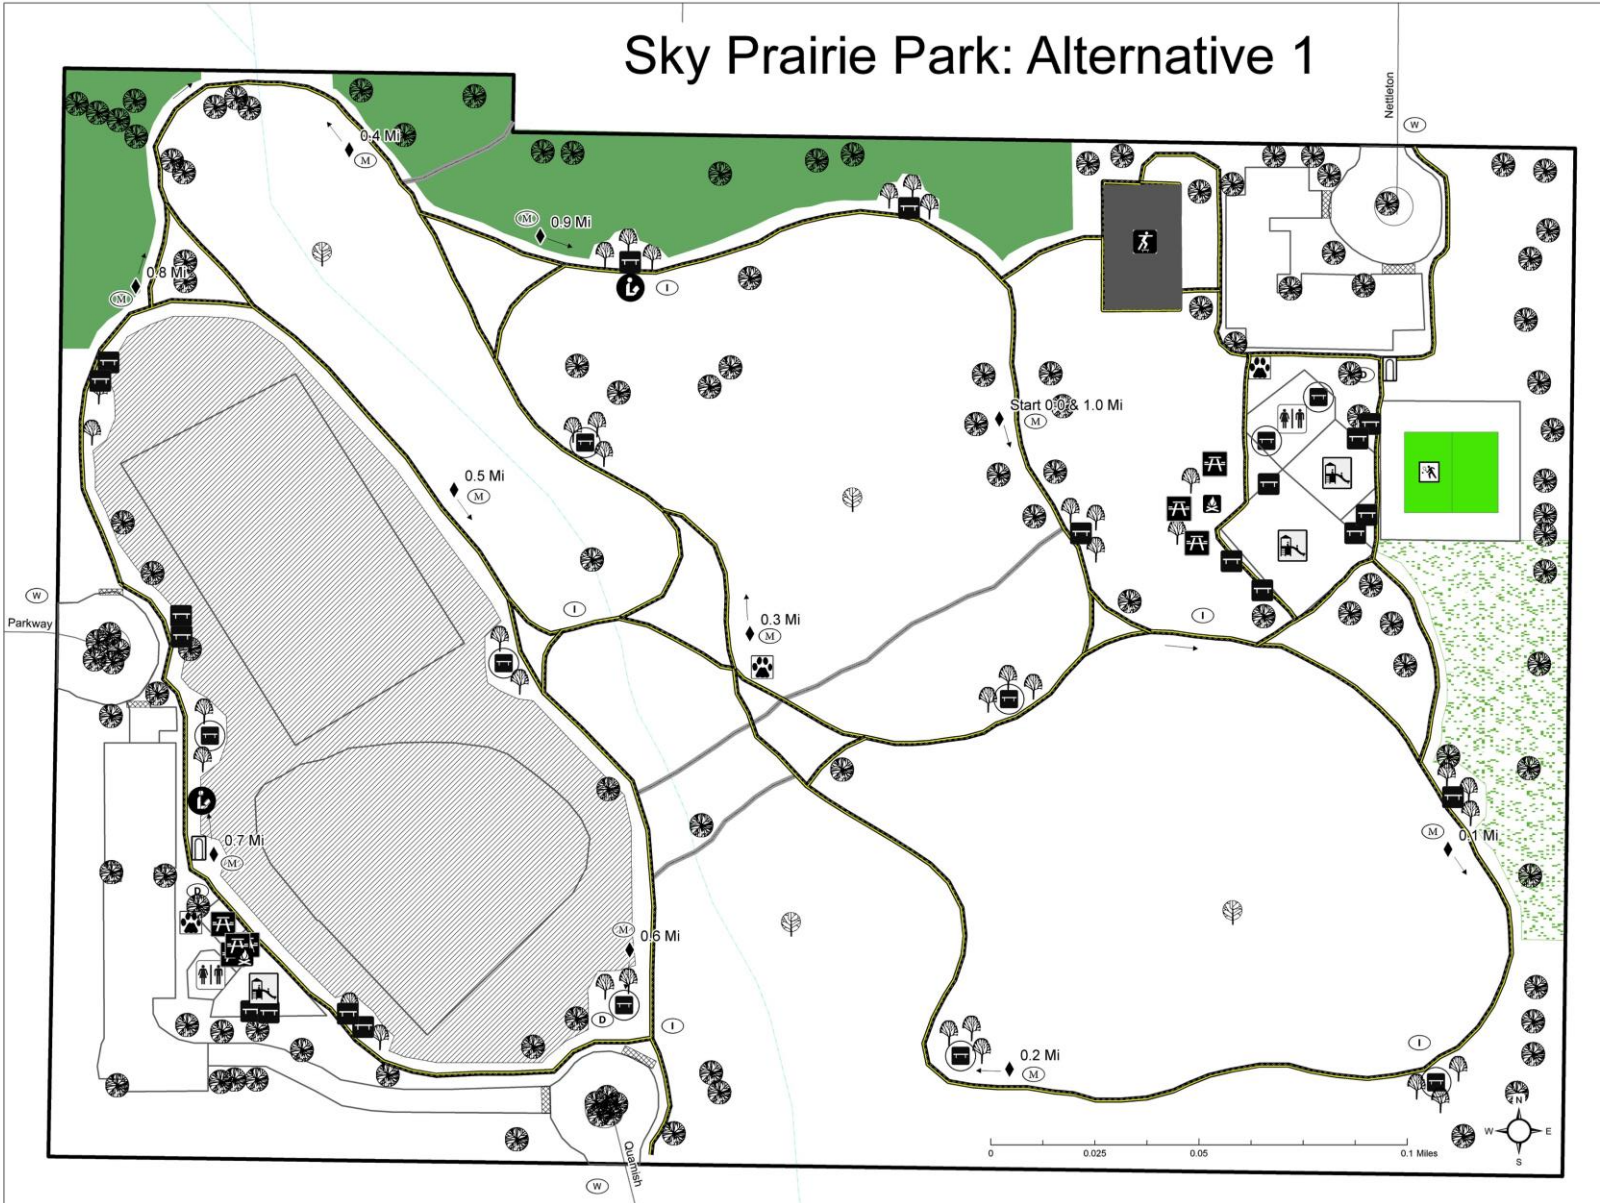 Sky Prairie Park: Alternative 1
Nettleton
W
0.4 Mi
M
M
0.9 Mi
I
0.8 Mi
M
Start 0.0 & 1.0 Mi
M
D
0.5 Mi
M
W
Parkway
I
0.3 Mi
M
I
M
0.1 Mi
0.7 Mi
M
D
M
0.6 Mi
D
I
0.2 Mi
M
I
N
W
E
S
0
0.025
0.05
0.1 Miles
Quamish
W